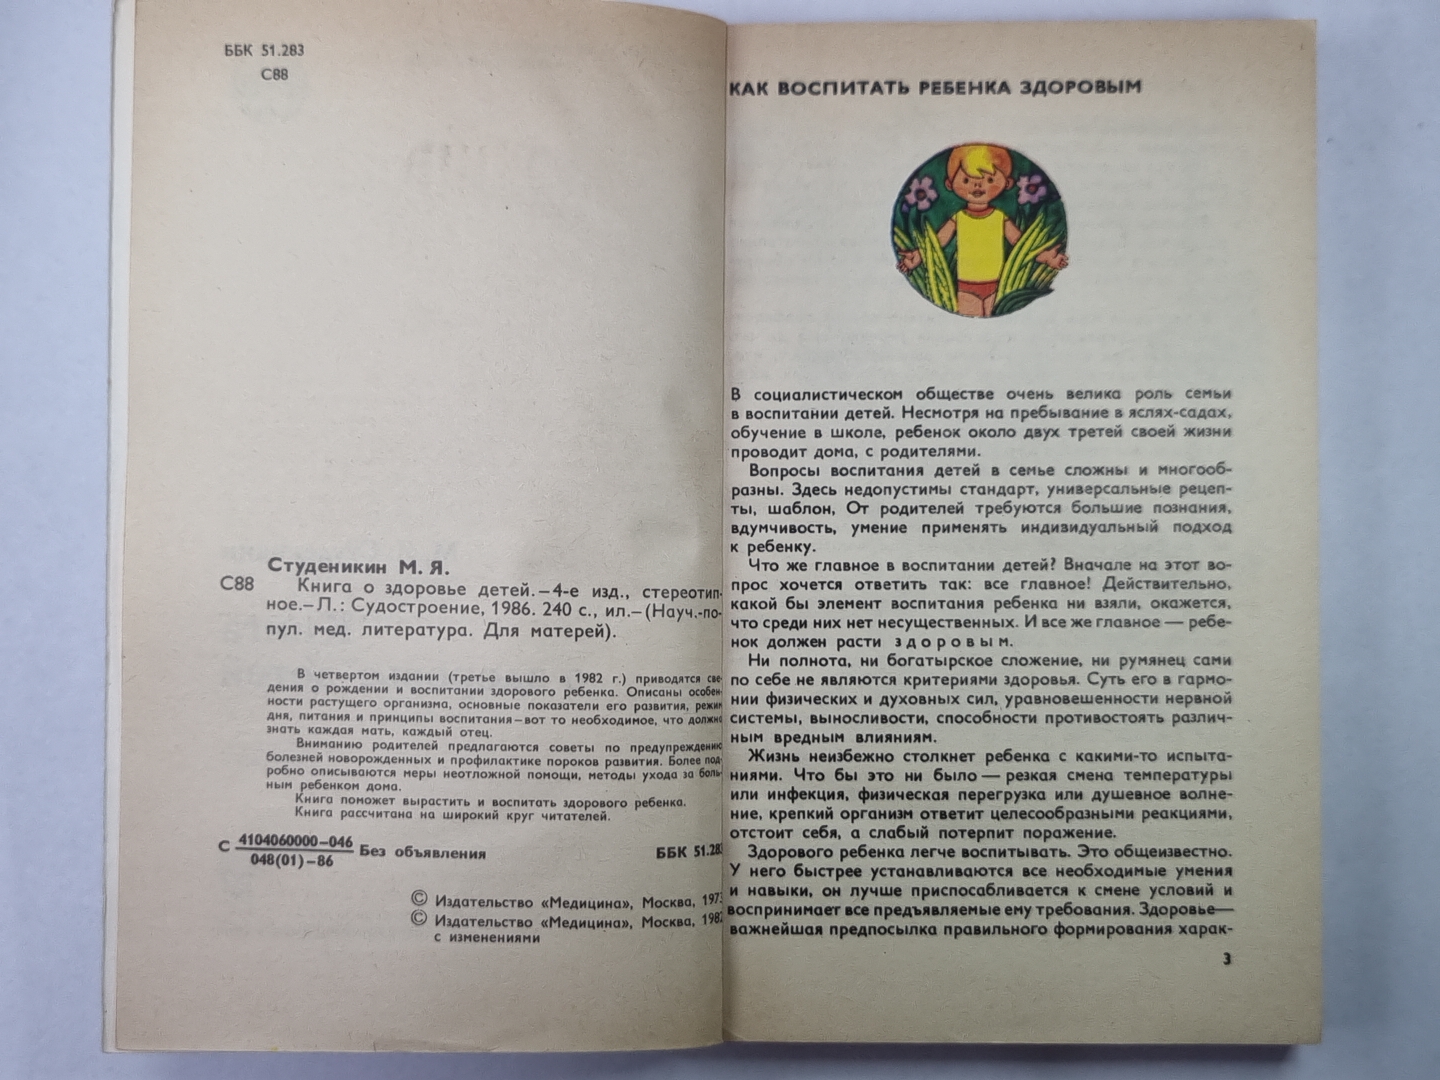 ББК 51.283
С88
Студеникин М. Я.
С88 Книга о здоровье детей.—4-е изд., стереотип-
ное.—Л.: Судостроение, 1986. 240 с., ил.—(Науч.-по-
пул. мед. литература. Для матерей).
В четвертом издании (третье вышло в 1982 г.) приводятся све-
дения о рождении и воспитании здорового ребенка. Описаны особен-
ности растущего организма, основные показатели его развития, режим
дня, питания и принципы воспитания—вот то необходимое, что должна
знать каждая мать, каждый отец.
Вниманию родителей предлагаются советы по предупреждению
болезней новорожденных и профилактике пороков развития. Более под-
робно описываются меры неотложной помощи, методы ухода за боль-
ным ребенком дома.
Книга поможет вырастить и воспитать здорового ребенка.
Книга рассчитана на широкий круг читателей.
С 4104060000—046
048(01)—86 Без объявления ББК 51.283
© Издательство «Медицина», Москва, 1973
© Издательство «Медицина», Москва, 1982
с изменениями
КАК ВОСПИТАТЬ РЕБЕНКА ЗДОРОВЫМ
В социалистическом обществе очень велика роль семьи
в воспитании детей. Несмотря на пребывание в яслях-садах,
обучение в школе, ребенок около двух третей своей жизни
проводит дома, с родителями.
Вопросы воспитания детей в семье сложны и многооб-
разны. Здесь недопустимы стандарт, универсальные рецеп-
ты, шаблон, От родителей требуются большие познания,
вдумчивость, умение применять индивидуальный подход
к ребенку.
Что же главное в воспитании детей? Вначале на этот во-
прос хочется ответить так: все главное! Действительно,
какой бы элемент воспитания ребенка ни взяли, окажется,
что среди них нет несущественных. И все же главное — ребе-
нок должен расти здоровым.
Ни полнота, ни богатырское сложение, ни румянец сами
по себе не являются критериями здоровья. Суть его в гармо-
нии физических и духовных сил, уравновешенности нервной
системы, выносливости, способности противостоять различ-
ным вредным влияниям.
Жизнь неизбежно столкнет ребенка с какими-то испыта-
ниями. Что бы это ни было — резкая смена температуры
или инфекция, физическая перегрузка или душевное волне-
ние, крепкий организм ответит целесообразными реакциями,
отстоит себя, а слабый потерпит поражение.
Здорового ребенка легче воспитывать. Это общеизвестно.
У него быстрее устанавливаются все необходимые умения
и навыки, он лучше приспосабливается к смене условий и
воспринимает все предъявляемые ему требования. Здоровье—
важнейшая предпосылка правильного формирования харак-
3